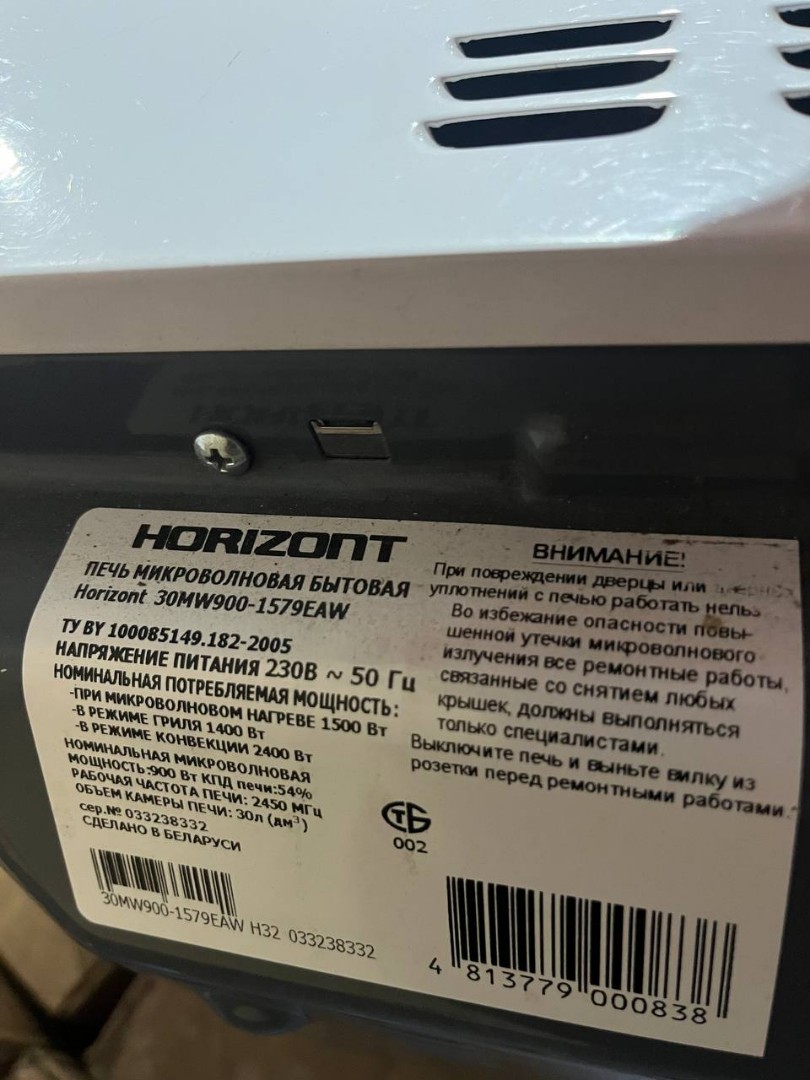 HORIZONT
ПЕЧЬ МИКРОВОЛНОВАЯ БЫТОВАЯ
Horizont 30MW900-1579EAW
ТУ BY 100085149.182-2005
НАПРЯЖЕНИЕ ПИТАНИЯ 230В ~ 50 Гц
НОМИНАЛЬНАЯ ПОТРЕБЛЯЕМАЯ МОЩНОСТЬ:
-ПРИ МИКРОВОЛНОВОМ НАГРЕВЕ 1500 Вт
-В РЕЖИМЕ ГРИЛЯ 1400 Вт
-В РЕЖИМЕ КОНВЕКЦИИ 2400 Вт
НОМИНАЛЬНАЯ МИКРОВОЛНОВАЯ
МОЩНОСТЬ:900 Вт КПД печи:54%
РАБОЧАЯ ЧАСТОТА ПЕЧИ: 2450 МГц
ОБЪЕМ КАМЕРЫ ПЕЧИ: 30л (дм³)
сер.№ 033238332
СДЕЛАНО В БЕЛАРУСИ
30MW900-1579EAW H32 033238332
ВНИМАНИЕ!
При повреждении дверцы или
уплотнений с печью работать
Во избежание опасности повы-
шенной утечки микроволнового
излучения все ремонтные работы,
связанные со снятием любых
крышек, должны выполняться
только специалистами.
Выключите печь и выньте вилку из
розетки перед ремонтными работами.
СТБ
002
4 813779 000838